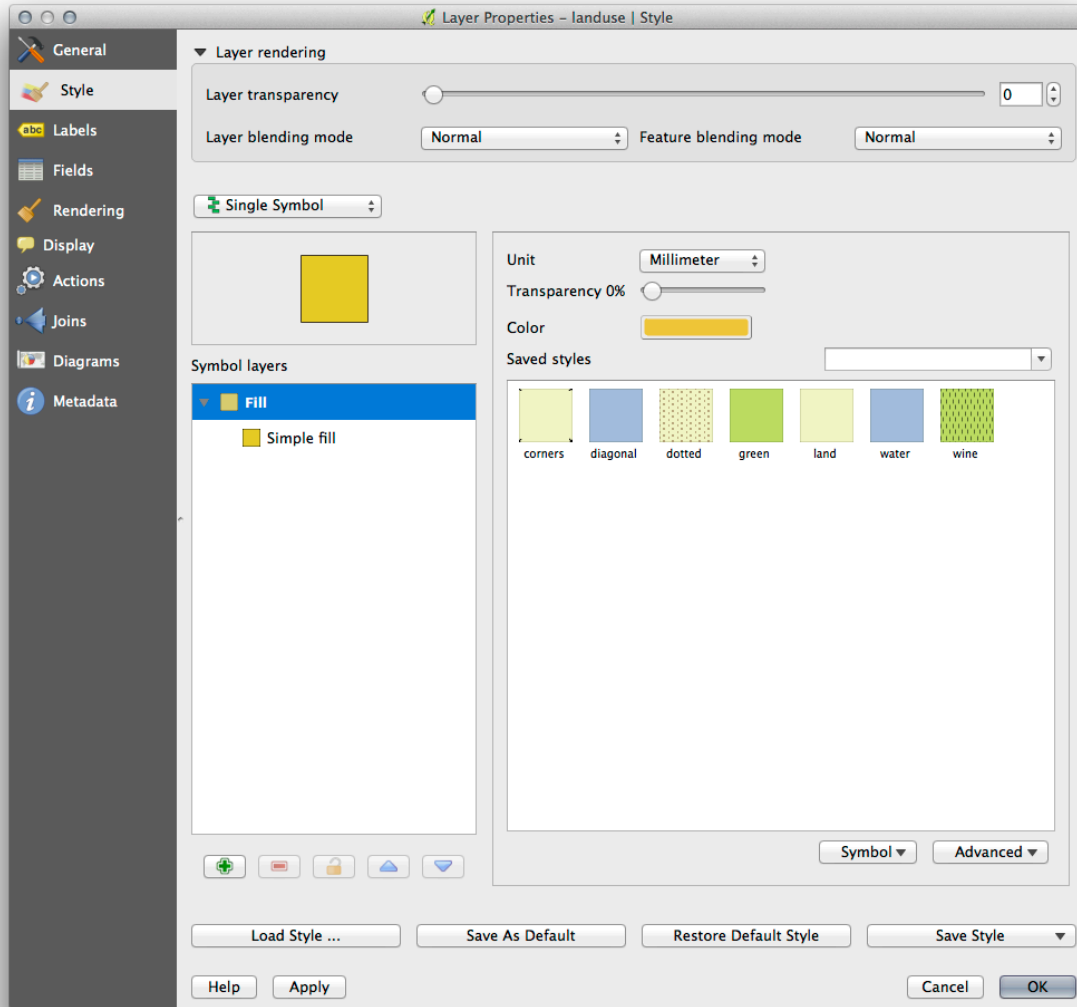 Layer Properties – landuse | Style
General
Style
abc Labels
Fields
Rendering
Display
Actions
Joins
Diagrams
i Metadata
Layer rendering
Layer transparency 0
Layer blending mode Normal Feature blending mode Normal
Single Symbol
Symbol layers
Fill
Simple fill
Unit Millimeter
Transparency 0%
Color
Saved styles
corners diagonal dotted green land water wine
Symbol Advanced
Load Style ... Save As Default Restore Default Style Save Style
Help Apply Cancel OK